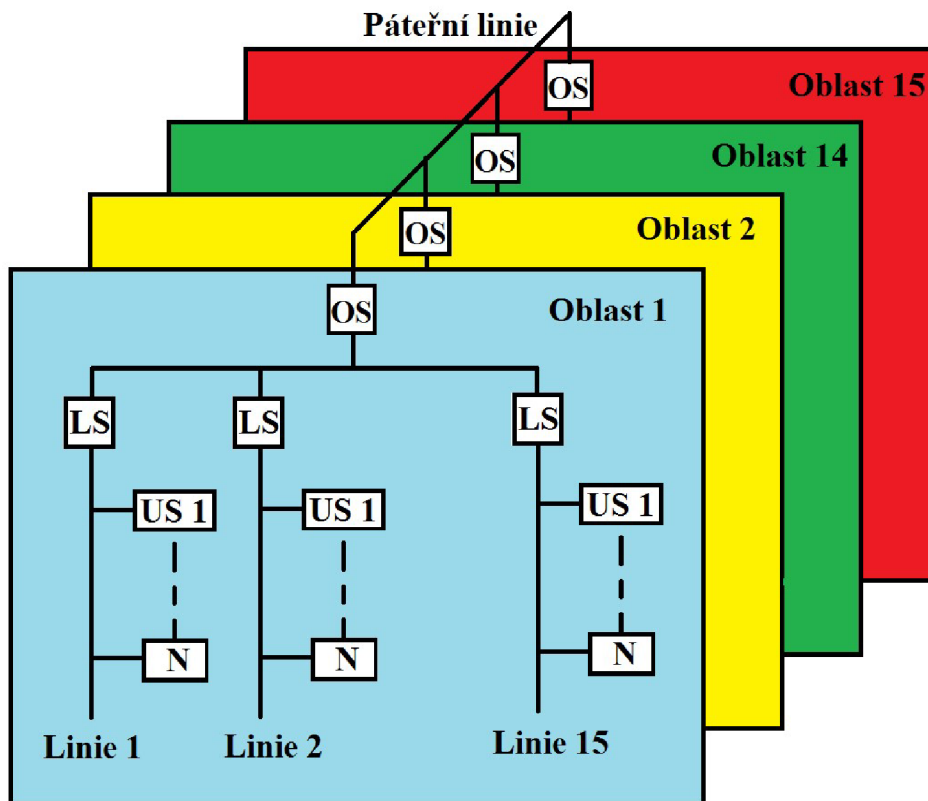 Páteřní linie
OS
Oblast 15
OS
Oblast 14
OS
Oblast 2
OS
Oblast 1
LS
LS
LS
US 1
US 1
US 1
N
N
N
Linie 1
Linie 2
Linie 15